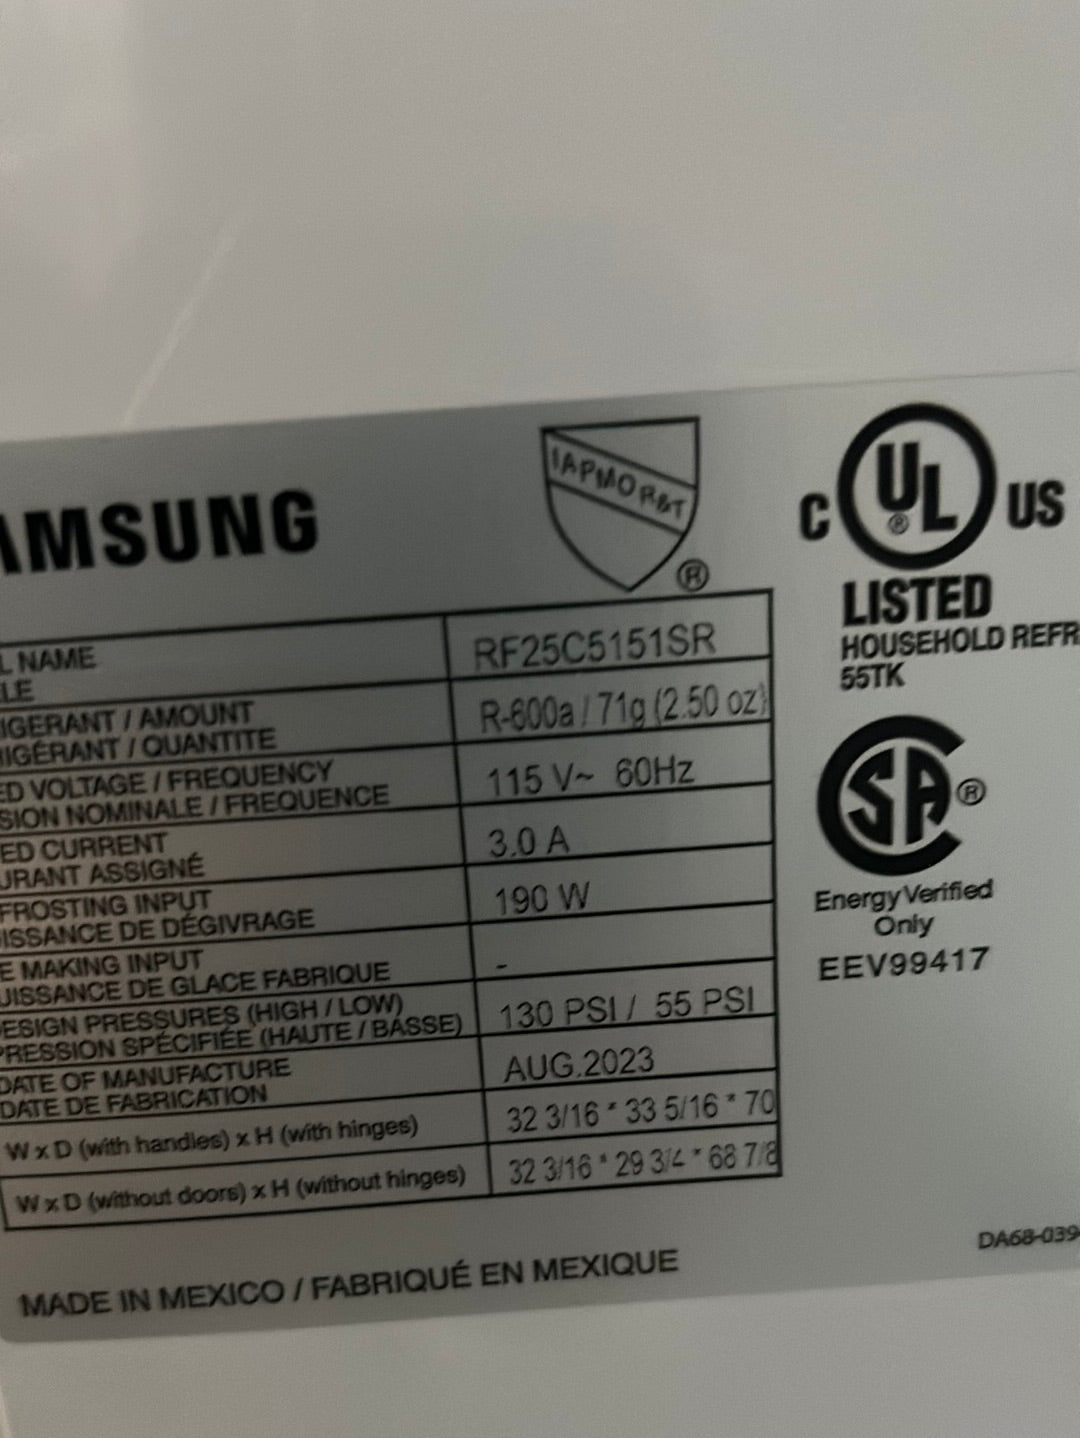 AMSUNG
IAPMO R&T
®
C UL ® US
LISTED
HOUSEHOLD REFR
55TK
L NAME RF25C5151SR
LE
IGERANT / AMOUNT R-600a / 71g (2.50 oz)
IGÉRANT / QUANTITE
ED VOLTAGE / FREQUENCY 115 V~ 60Hz
SION NOMINALE / FREQUENCE
ED CURRENT 3.0 A
URANT ASSIGNÉ
FROSTING INPUT 190 W
ISSANCE DE DÉGIVRAGE
E MAKING INPUT -
UISSANCE DE GLACE FABRIQUE
ESIGN PRESSURES (HIGH / LOW) 130 PSI / 55 PSI
PRESSION SPÉCIFIÉE (HAUTE / BASSE)
DATE OF MANUFACTURE AUG.2023
DATE DE FABRICATION
W x D (with handles) x H (with hinges) 32 3/16 * 33 5/16 * 70
W x D (without doors) x H (without hinges) 32 3/16 * 29 3/4 * 68 7/8
SA ®
Energy Verified
Only
EEV99417
DA68-039
MADE IN MEXICO / FABRIQUÉ EN MEXIQUE